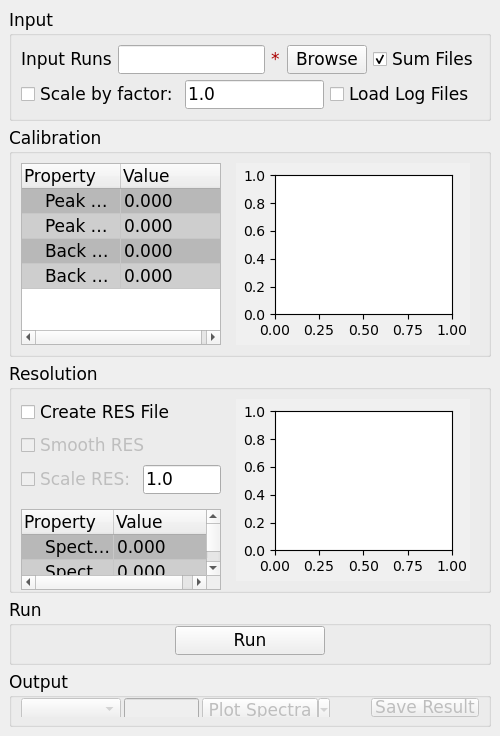 Input
Input Runs * Browse Sum Files
Scale by factor: 1.0 Load Log Files
Calibration
Property Value
Peak ... 0.000
Peak ... 0.000
Back ... 0.000
Back ... 0.000
1.0
0.8
0.6
0.4
0.2
0.0
0.00 0.25 0.50 0.75 1.00
Resolution
Create RES File
Smooth RES
Scale RES: 1.0
Property Value
Spect... 0.000
Spect 0.000
1.0
0.8
0.6
0.4
0.2
0.0
0.00 0.25 0.50 0.75 1.00
Run
Run
Output
Plot Spectra Save Result